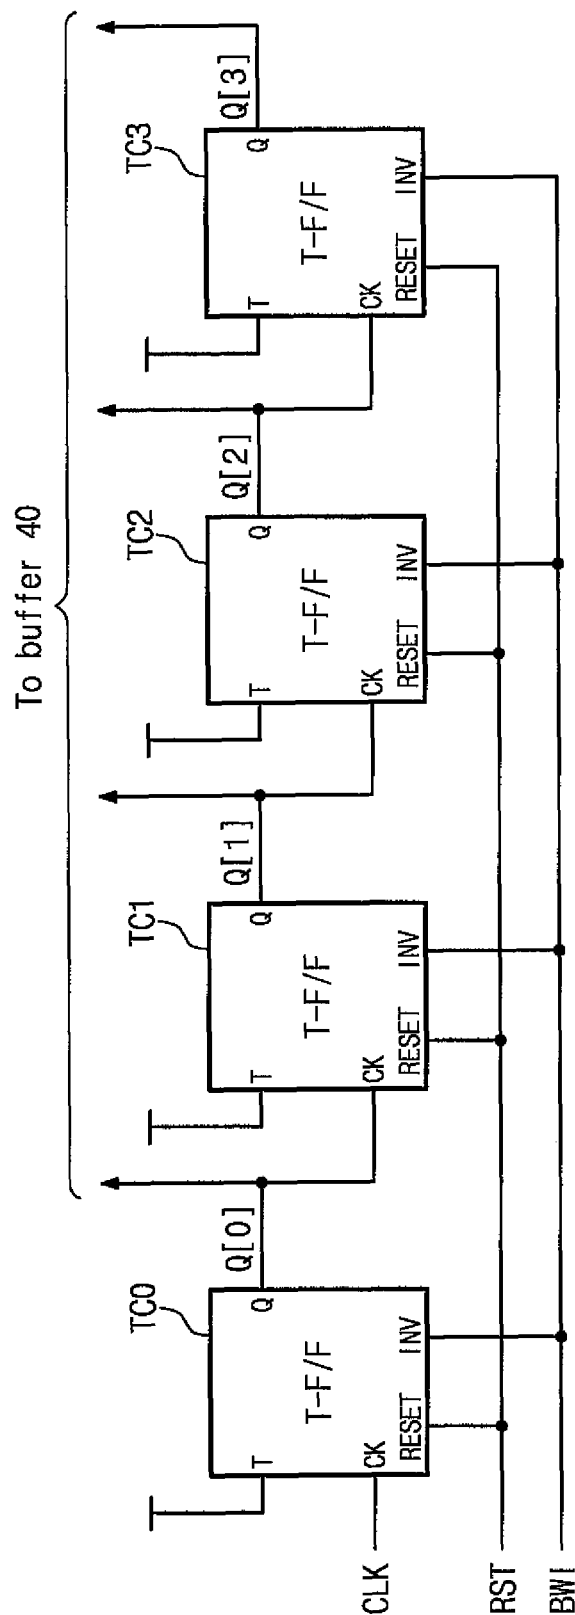 To buffer 40
TC0
T
Q
Q[0]
T-F/F
CK
RESET
INV
TC1
T
Q
Q[1]
T-F/F
CK
RESET
INV
TC2
T
Q
Q[2]
T-F/F
CK
RESET
INV
TC3
T
Q
Q[3]
T-F/F
CK
RESET
INV
CLK
RST
BWI